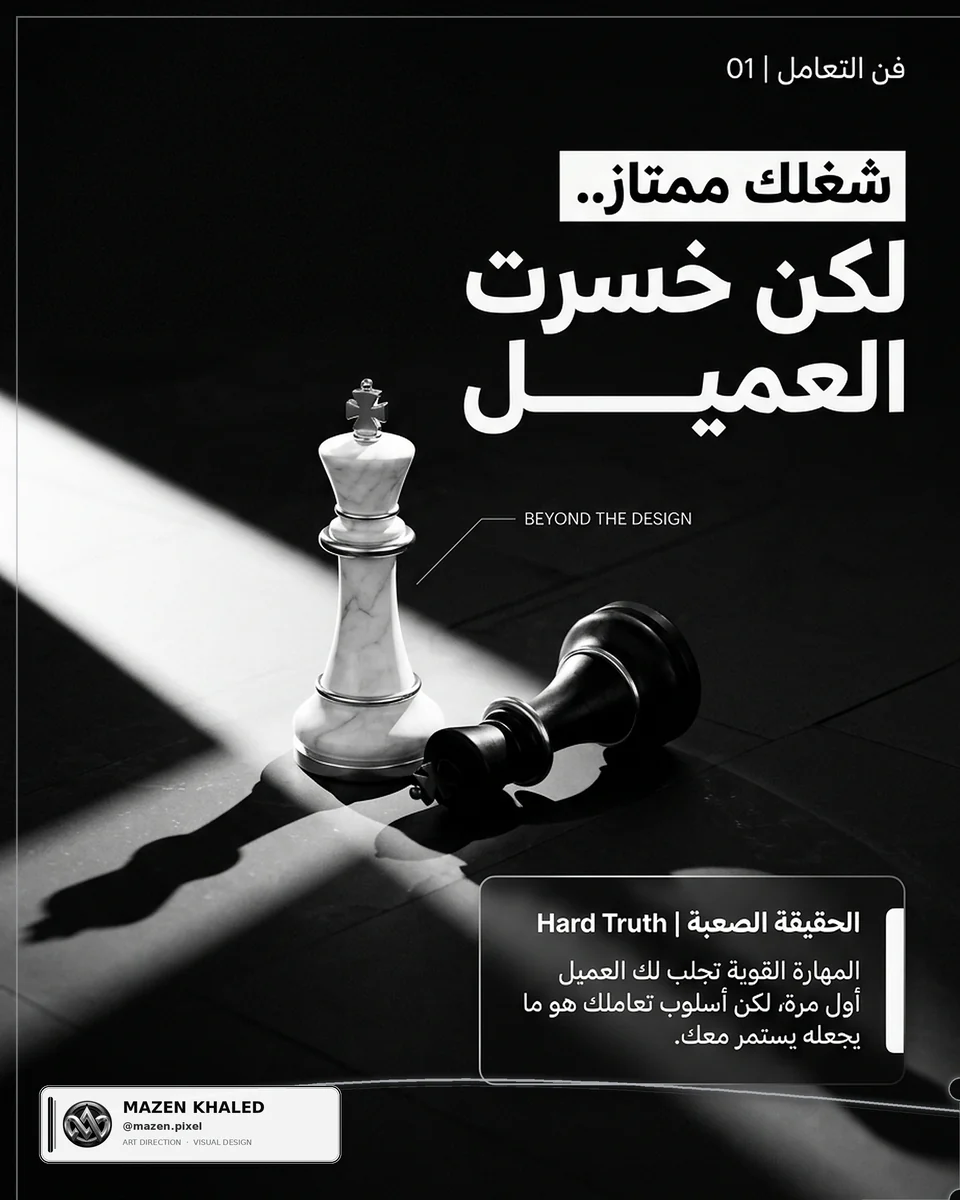 فن التعامل | 01
شغلك ممتاز..
لكن خسرت
العميـــــل
BEYOND THE DESIGN
الحقيقة الصعبة | Hard Truth
المهارة القوية تجلب لك العميل
أول مرة، لكن أسلوب تعاملك هو ما
يجعله يستمر معك.
MAZEN KHALED
@mazen.pixel
ART DIRECTION · VISUAL DESIGN